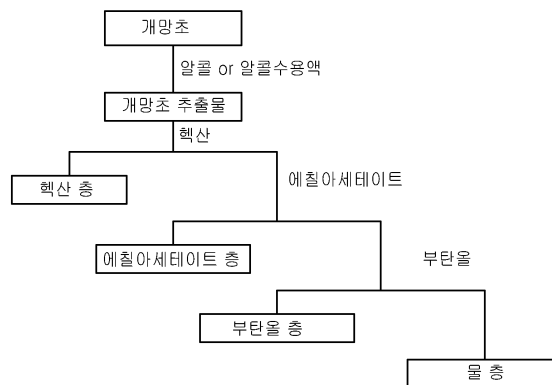 개망초
알콜 or 알콜수용액
개망초 추출물
헥산
헥산 층
에칠아세테이트
에칠아세테이트 층
부탄올
부탄올 층
물 층